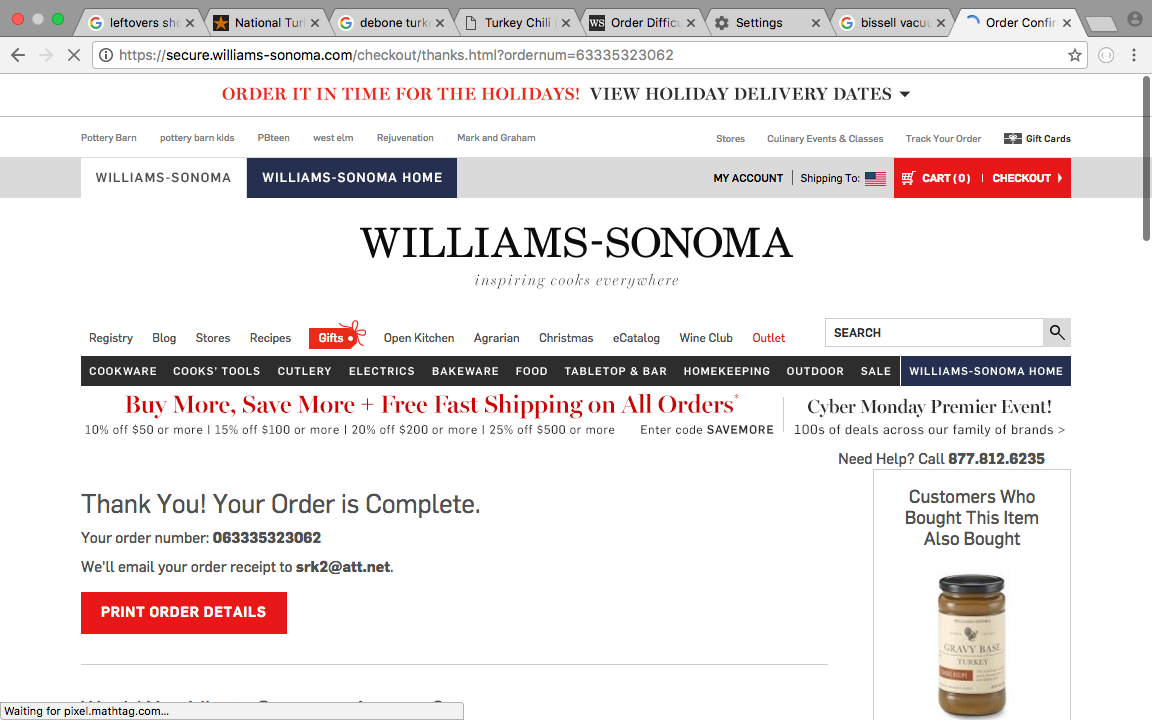 leftovers sho
National Tur
debone turk
Turkey Chili
WS Order Difficu
Settings
bissell vacu
Order Confir
https://secure.williams-sonoma.com/checkout/thanks.html?ordernum=63335323062
ORDER IT IN TIME FOR THE HOLIDAYS! VIEW HOLIDAY DELIVERY DATES
Pottery Barn pottery barn kids PBteen west elm Rejuvenation Mark and Graham Stores Culinary Events & Classes Track Your Order Gift Cards
WILLIAMS-SONOMA WILLIAMS-SONOMA HOME MY ACCOUNT | Shipping To: CART ( 0 ) | CHECKOUT
WILLIAMS-SONOMA
inspiring cooks everywhere
Registry Blog Stores Recipes Gifts Open Kitchen Agrarian Christmas eCatalog Wine Club Outlet SEARCH
COOKWARE COOKS' TOOLS CUTLERY ELECTRICS BAKEWARE FOOD TABLETOP & BAR HOMEKEEPING OUTDOOR SALE WILLIAMS-SONOMA HOME
Buy More, Save More + Free Fast Shipping on All Orders*
10% off $50 or more | 15% off $100 or more | 20% off $200 or more | 25% off $500 or more Enter code SAVEMORE
Cyber Monday Premier Event!
100s of deals across our family of brands >
Need Help? Call 877.812.6235
Thank You! Your Order is Complete.
Your order number: 063335323062
We'll email your order receipt to srk2@att.net.
PRINT ORDER DETAILS
Customers Who
Bought This Item
Also Bought
WILLIAMS-SONOMA
GRAVY BASE
TURKEY
Waiting for pixel.mathtag.com...